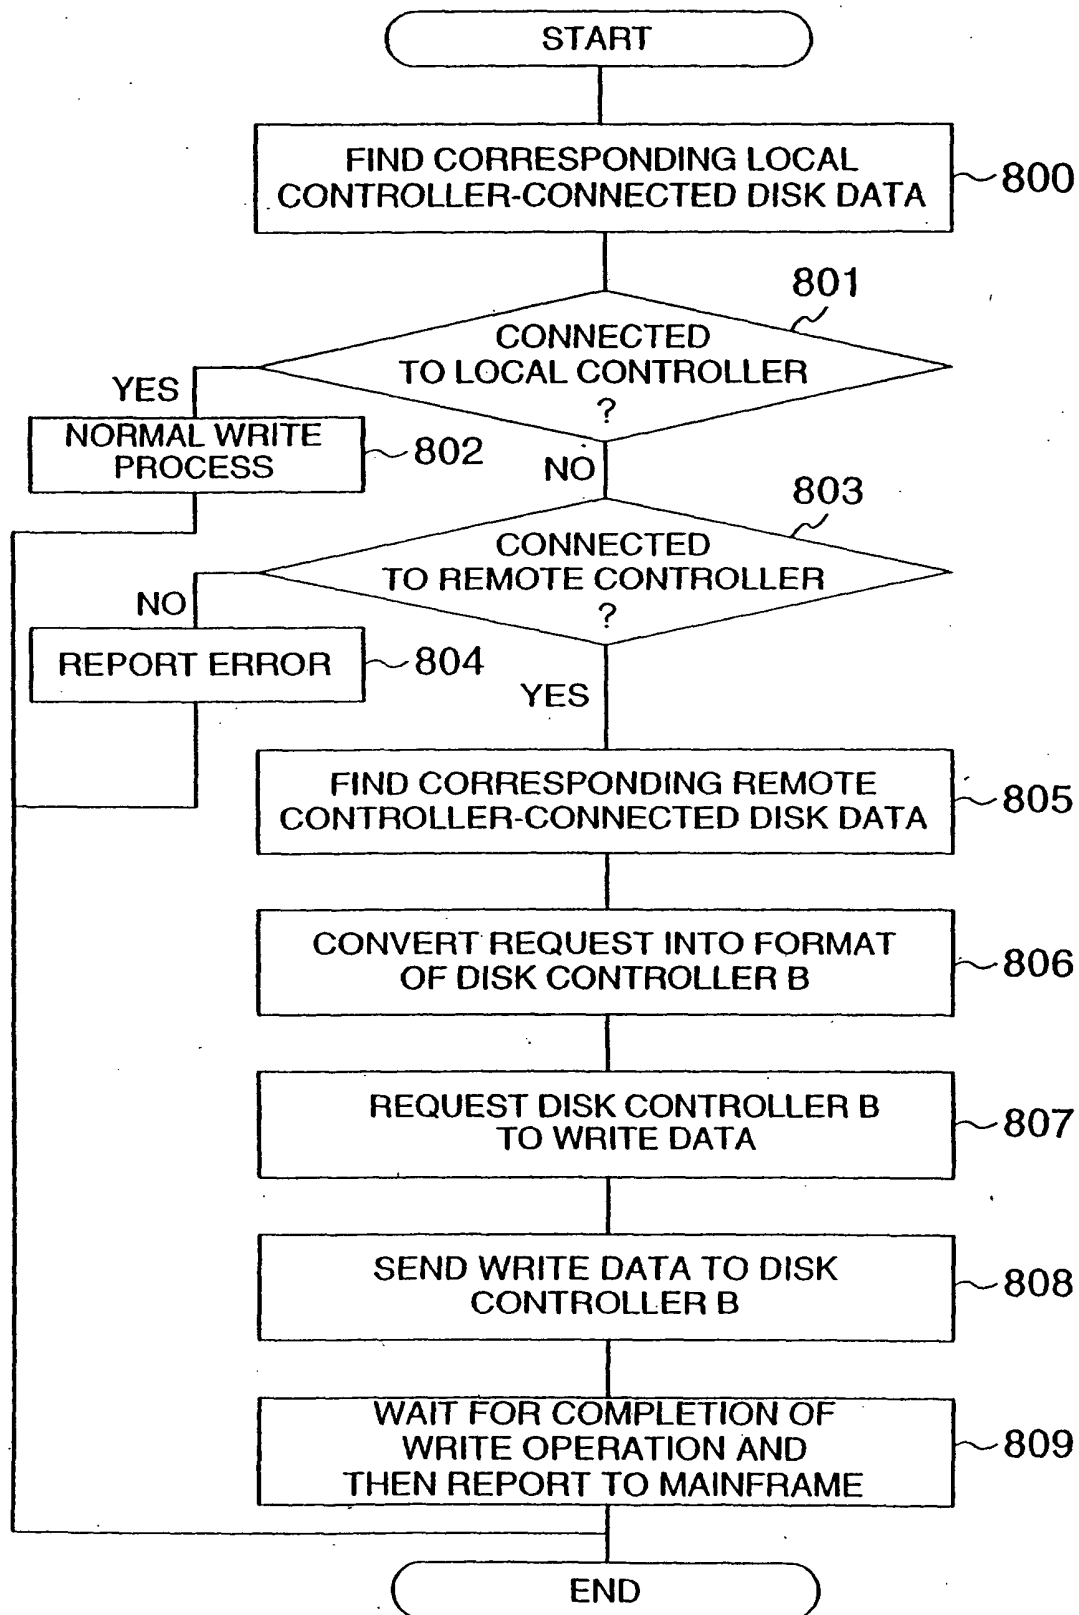 START
FIND CORRESPONDING LOCAL
CONTROLLER-CONNECTED DISK DATA
800
801
CONNECTED
TO LOCAL CONTROLLER
?
YES
NORMAL WRITE
PROCESS
802
NO
803
CONNECTED
TO REMOTE CONTROLLER
?
NO
REPORT ERROR
804
YES
FIND CORRESPONDING REMOTE
CONTROLLER-CONNECTED DISK DATA
805
CONVERT REQUEST INTO FORMAT
OF DISK CONTROLLER B
806
REQUEST DISK CONTROLLER B
TO WRITE DATA
807
SEND WRITE DATA TO DISK
CONTROLLER B
808
WAIT FOR COMPLETION OF
WRITE OPERATION AND
THEN REPORT TO MAINFRAME
809
END